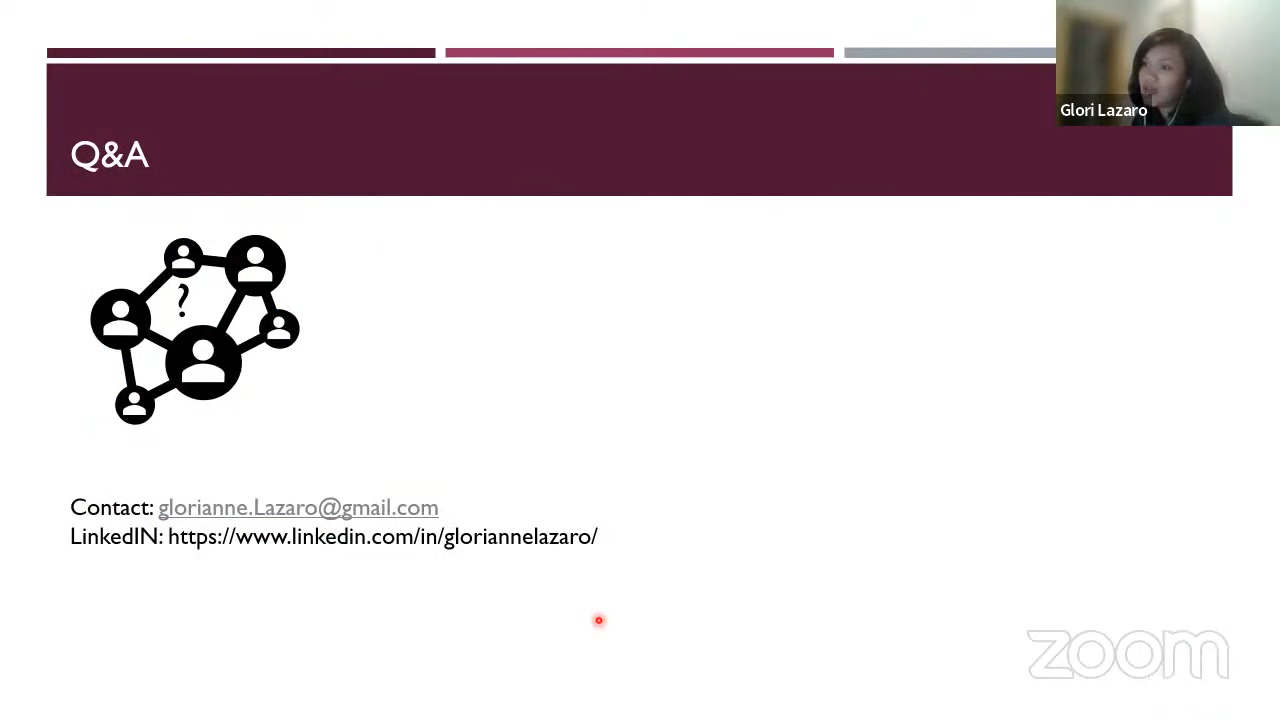 Glori Lazaro
Q&A
?
Contact: glorianne.Lazaro@gmail.com
LinkedIN: https://www.linkedin.com/in/gloriannelazaro/
zoom